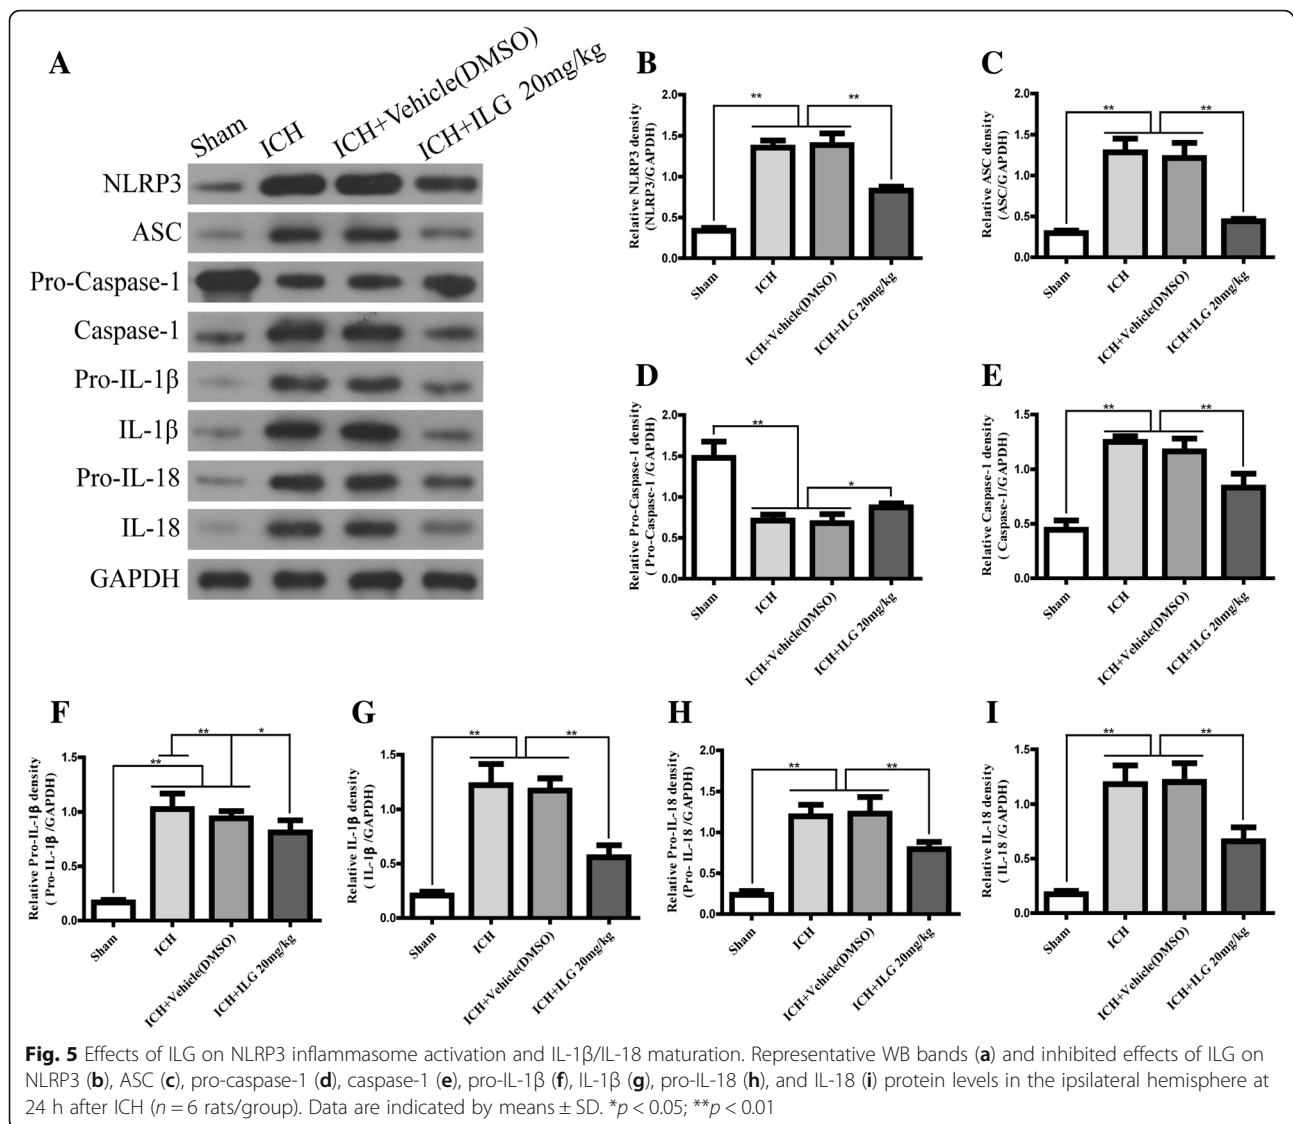 A
Sham
ICH
ICH+Vehicle(DMSO)
ICH+ILG 20mg/kg
NLRP3
ASC
Pro-Caspase-1
Caspase-1
Pro-IL-1β
IL-1β
Pro-IL-18
IL-18
GAPDH
B
Relative NLRP3 density
(NLRP3/GAPDH)
2.0
1.5
1.0
0.5
0.0
**
**
Sham
ICH
ICH+Vehicle(DMSO)
ICH+ILG 20mg/kg
C
Relative ASC density
(ASC/GAPDH)
2.0
1.5
1.0
0.5
0.0
**
**
Sham
ICH
ICH+Vehicle(DMSO)
ICH+ILG 20mg/kg
D
Relative Pro-Caspase-1 density
( Pro-Caspase-1 /GAPDH)
2.0
1.5
1.0
0.5
0.0
**
*
Sham
ICH
ICH+Vehicle(DMSO)
ICH+ILG 20mg/kg
E
Relative Caspase-1 density
( Caspase-1/GAPDH)
1.5
1.0
0.5
0.0
**
**
Sham
ICH
ICH+Vehicle(DMSO)
ICH+ILG 20mg/kg
F
Relative Pro-IL-1β density
( Pro-IL-1β /GAPDH)
1.5
1.0
0.5
0.0
**
**
*
Sham
ICH
ICH+Vehicle(DMSO)
ICH+ILG 20mg/kg
G
Relative IL-1β density
( IL-1β /GAPDH)
1.5
1.0
0.5
0.0
**
**
Sham
ICH
ICH+Vehicle(DMSO)
ICH+ILG 20mg/kg
H
Relative Pro-IL-18 density
(Pro- IL-18 /GAPDH)
2.0
1.5
1.0
0.5
0.0
**
**
Sham
ICH
ICH+Vehicle(DMSO)
ICH+ILG 20mg/kg
I
Relative IL-18 density
( IL-18 /GAPDH)
1.5
1.0
0.5
0.0
**
**
Sham
ICH
ICH+Vehicle(DMSO)
ICH+ILG 20mg/kg
Fig. 5 Effects of ILG on NLRP3 inflammasome activation and IL-1β/IL-18 maturation. Representative WB bands (a) and inhibited effects of ILG on
NLRP3 (b), ASC (c), pro-caspase-1 (d), caspase-1 (e), pro-IL-1β (f), IL-1β (g), pro-IL-18 (h), and IL-18 (i) protein levels in the ipsilateral hemisphere at
24 h after ICH (n = 6 rats/group). Data are indicated by means ± SD. *p < 0.05; **p < 0.01